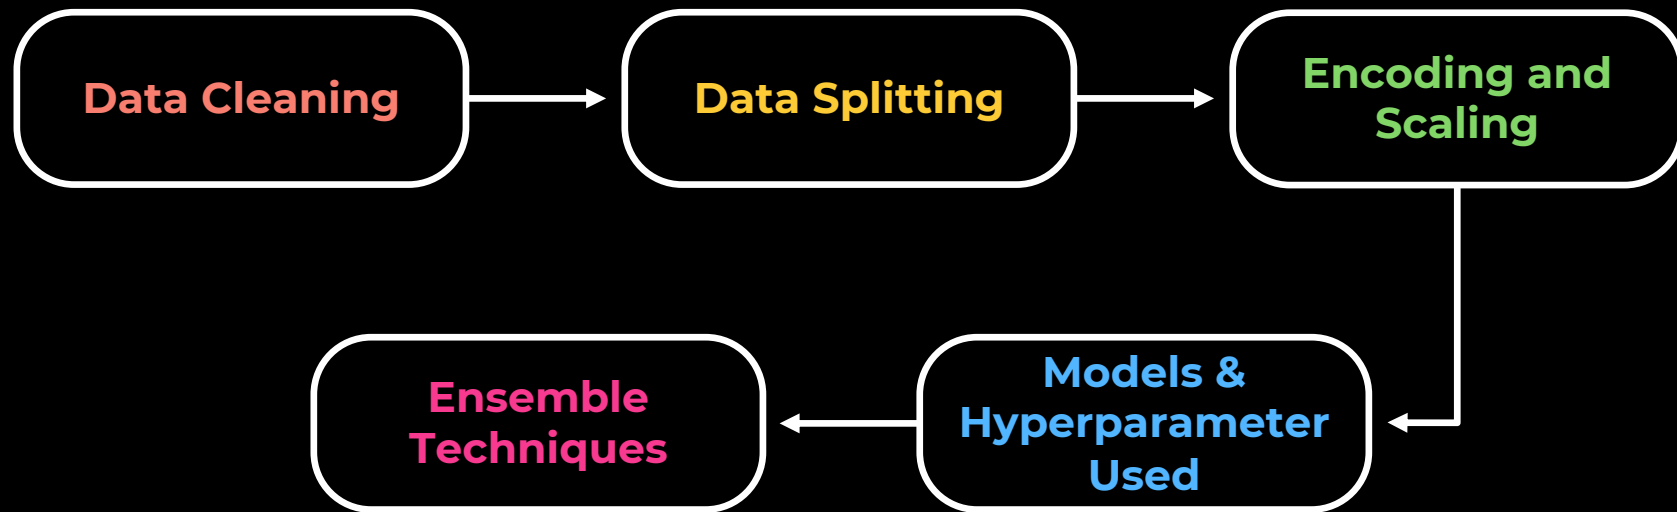 Data Cleaning
Data Splitting
Encoding and
Scaling
Models &
Hyperparameter
Used
Ensemble
Techniques